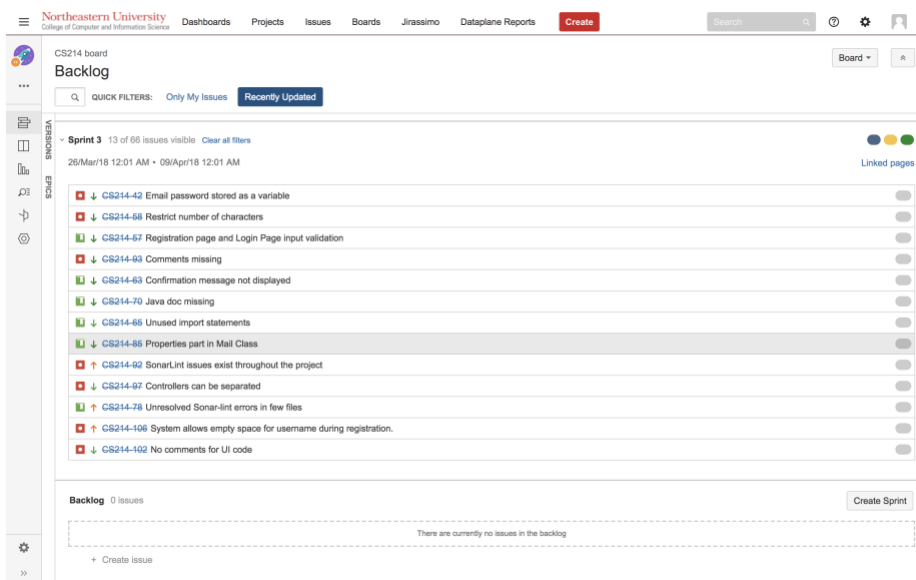 Northeastern University
College of Computer and Information Science
Dashboards Projects Issues Boards Jirassimo Dataplane Reports Create Search
CS214 board
Backlog
Board
QUICK FILTERS: Only My Issues Recently Updated
VERSIONS
EPICS
Sprint 3 13 of 66 issues visible Clear all filters
26/Mar/18 12:01 AM • 09/Apr/18 12:01 AM
Linked pages
CS214-42 Email password stored as a variable
CS214-58 Restrict number of characters
CS214-57 Registration page and Login Page input validation
CS214-93 Comments missing
CS214-63 Confirmation message not displayed
CS214-70 Java doc missing
CS214-65 Unused import statements
CS214-85 Properties part in Mail Class
CS214-92 SonarLint issues exist throughout the project
CS214-97 Controllers can be separated
CS214-78 Unresolved Sonar-lint errors in few files
CS214-106 System allows empty space for username during registration.
CS214-102 No comments for UI code
Backlog 0 issues
Create Sprint
There are currently no issues in the backlog
+ Create issue